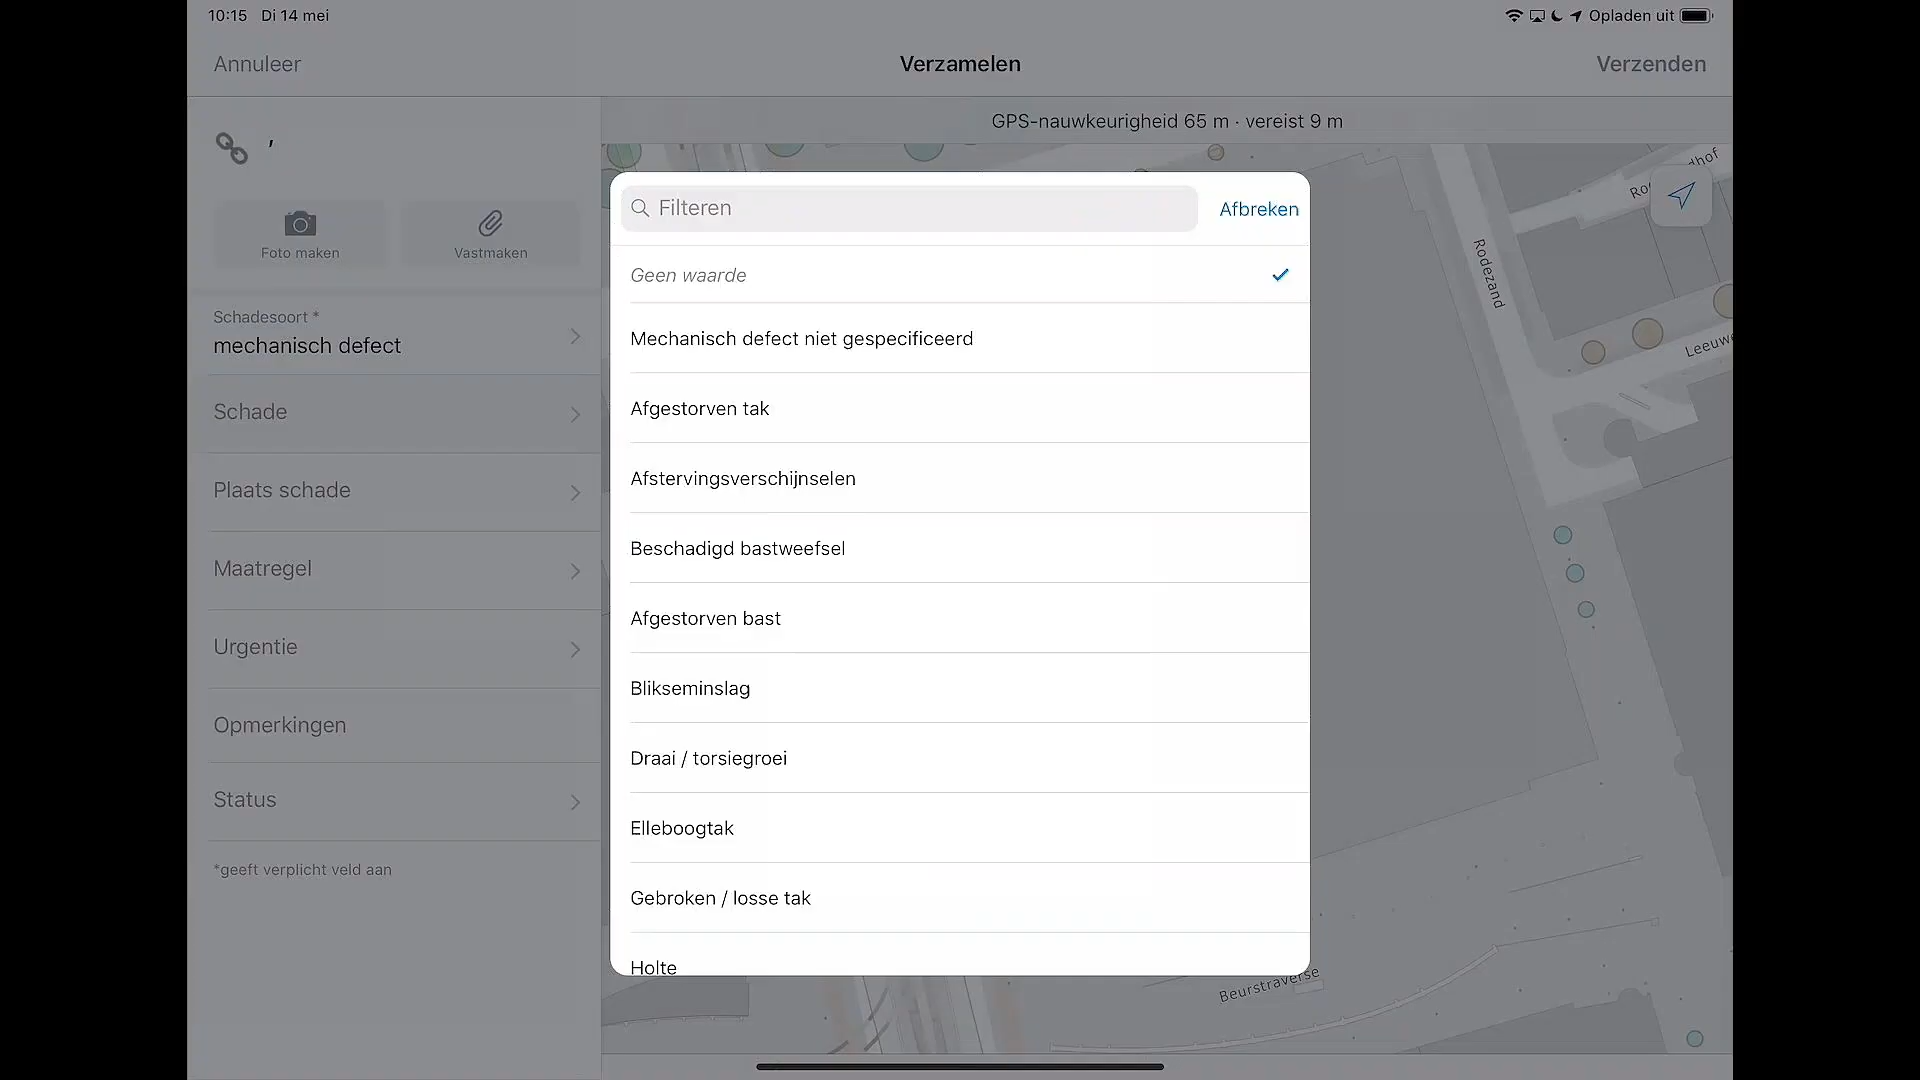 10:15 Di 14 mei
Opladen uit
Annuleer
Verzamelen
Verzenden
GPS-nauwkeurigheid 65 m · vereist 9 m
,
Foto maken
Vastmaken
Schadesoort *
mechanisch defect
Schade
Plaats schade
Maatregel
Urgentie
Opmerkingen
Status
*geeft verplicht veld aan
Filteren
Afbreken
Geen waarde
Mechanisch defect niet gespecificeerd
Afgestorven tak
Afstervingsverschijnselen
Beschadigd bastweefsel
Afgestorven bast
Blikseminslag
Draai / torsiegroei
Elleboogtak
Gebroken / losse tak
Holte
Rodezand
Beurstraverse